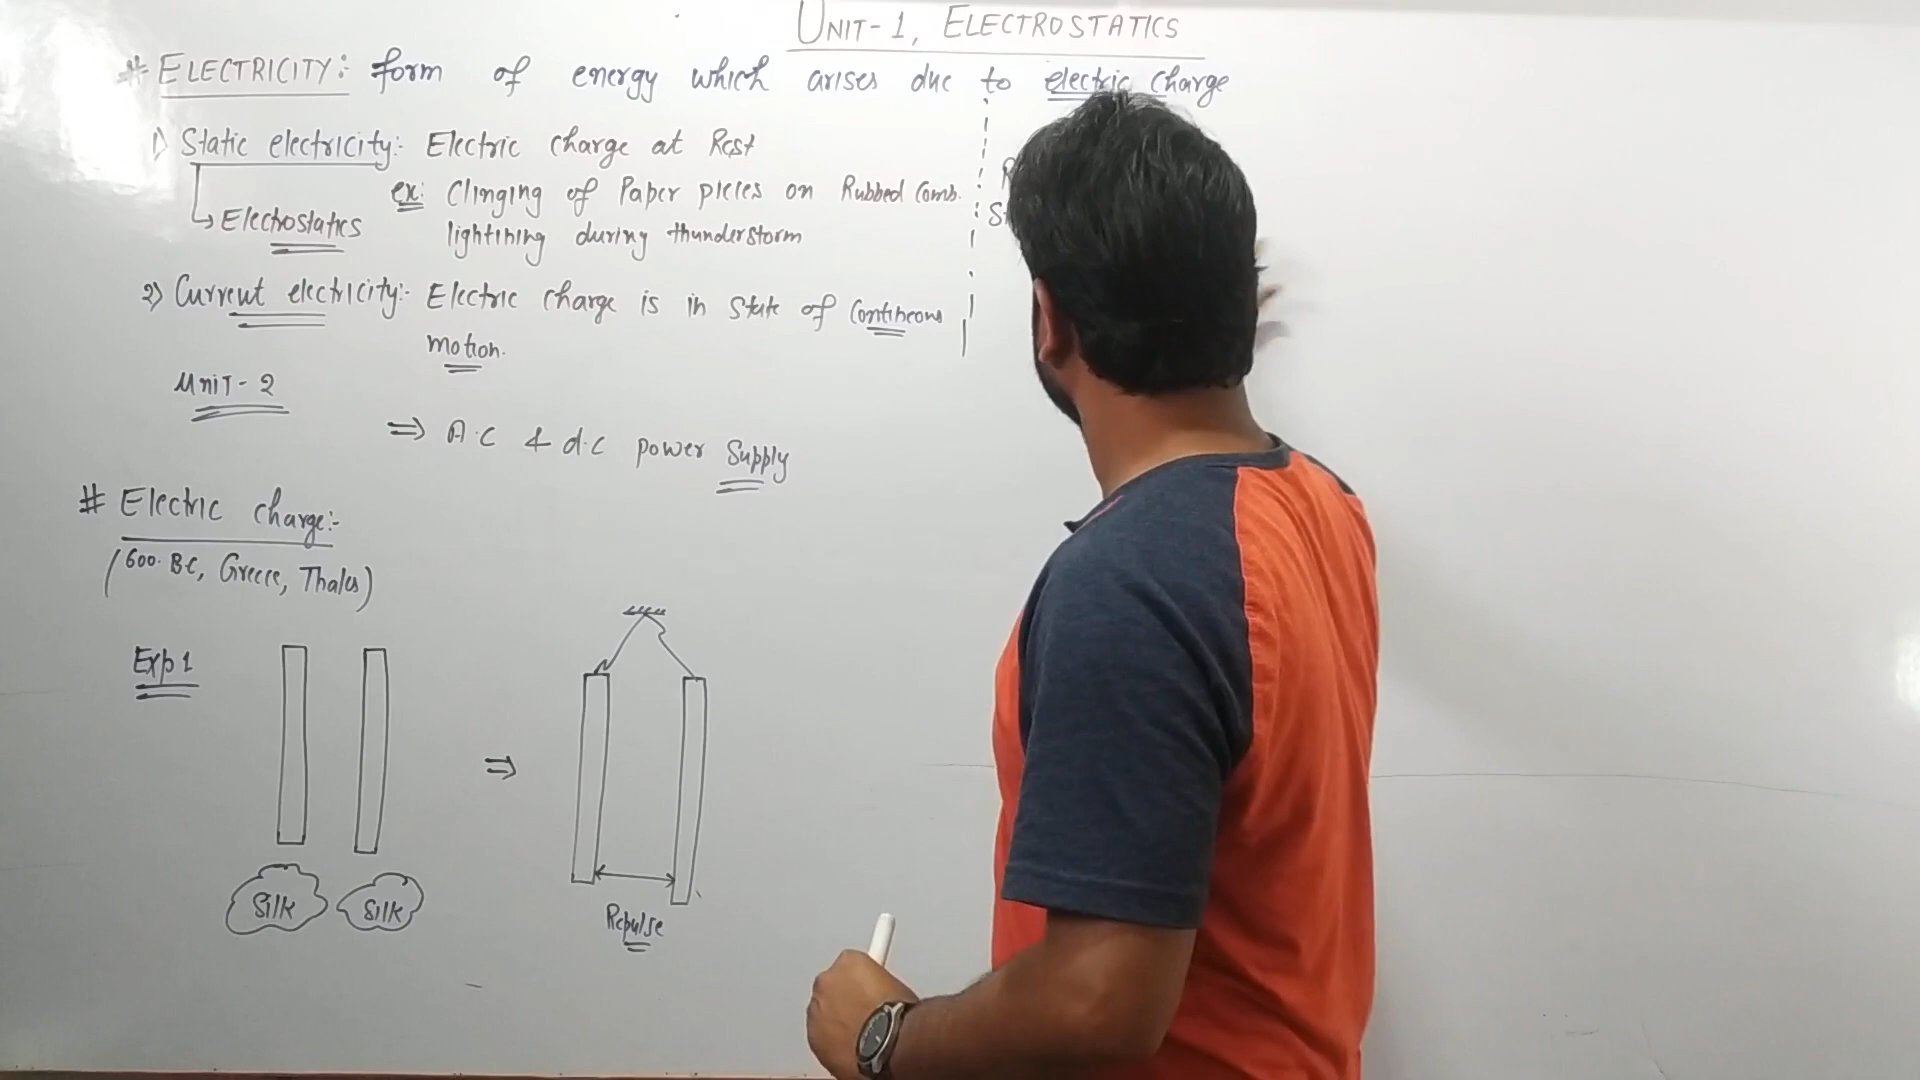 UNIT-1, ELECTROSTATICS
# ELECTRICITY: form of energy which arises due to electric charge
1) Static electricity:- Electric charge at Rest
ex: Clinging of Paper pieces on Rubbed Comb.
↳ Electrostatics
lightining during thunderstorm
2) Current electricity:- Electric charge is in State of Contineous
motion.
Unit-2
⇒ A.C & d.c power Supply
# Electric charge:-
(600. BC, Greece, Thales)
Exp 1
⇒
Silk Silk
Repulse